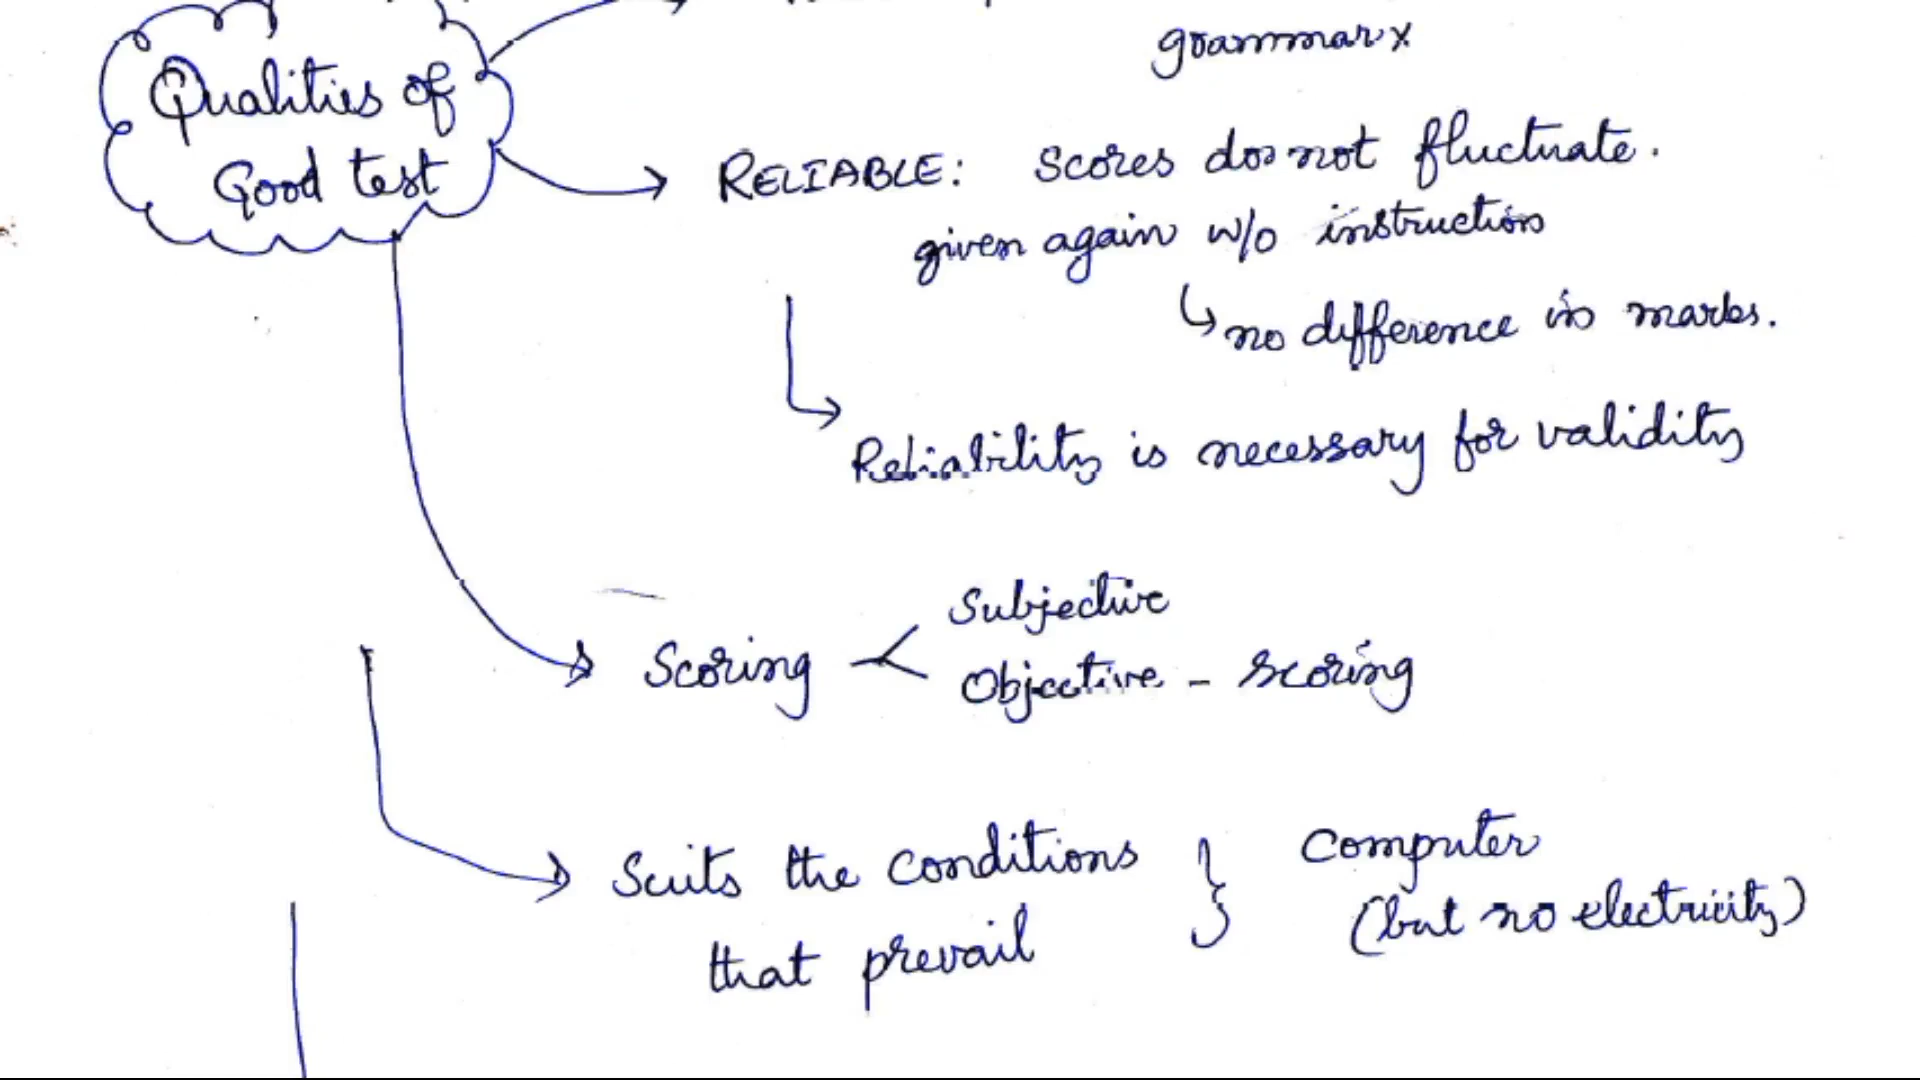 grammar x
Qualities of
Good test
RELIABLE: Scores do not fluctuate.
given again w/o instruction
↳ no difference in marks.
Reliability is necessary for validity
Scoring < Subjective
Objective - scoring
Suits the conditions } Computer
that prevail (but no electricity)